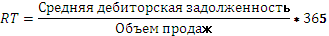 RT = Средняя дебиторская задолженность / Объем продаж * 365